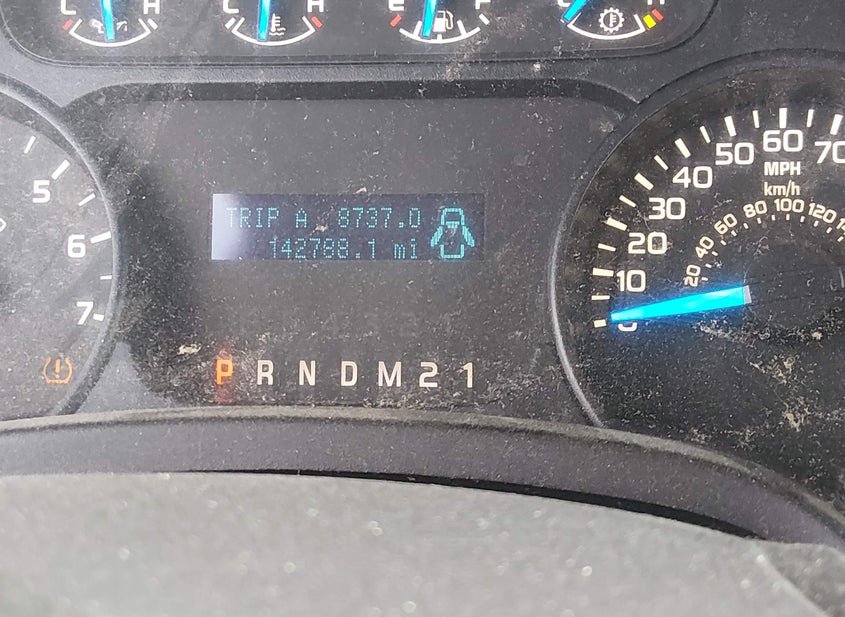 C H C H E F H
5
6
7
TRIP A 8737.0
142788.1 mi
P R N D M 2 1
0 10 20 30 40 50 60 70
MPH
km/h
20 40 60 80 100 120